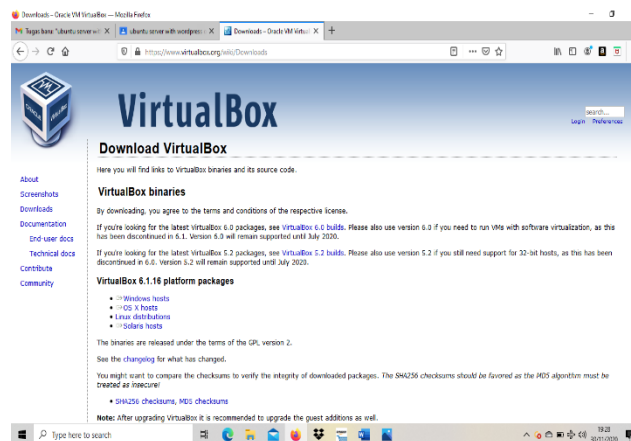 Downloads - Oracle VM VirtualBox — Mozilla Firefox
Downloads - Oracle VM Virtual
https://www.virtualbox.org/wiki/Downloads
VirtualBox
search...
Login Preferences
Download VirtualBox
Here you will find links to VirtualBox binaries and its source code.
About
Screenshots
Downloads
Documentation
End-user docs
Technical docs
Contribute
Community
VirtualBox binaries
By downloading, you agree to the terms and conditions of the respective license.
If you're looking for the latest VirtualBox 6.0 packages, see VirtualBox 6.0 builds. Please also use version 6.0 if you need to run VMs with software virtualization, as this
has been discontinued in 6.1. Version 6.0 will remain supported until July 2020.
If you're looking for the latest VirtualBox 5.2 packages, see VirtualBox 5.2 builds. Please also use version 5.2 if you still need support for 32-bit hosts, as this has been
discontinued in 6.0. Version 5.2 will remain supported until July 2020.
VirtualBox 6.1.16 platform packages
Windows hosts
OS X hosts
Linux distributions
Solaris hosts
The binaries are released under the terms of the GPL version 2.
See the changelog for what has changed.
You might want to compare the checksums to verify the integrity of downloaded packages. The SHA256 checksums should be favored as the MD5 algorithm must be
treated as insecure!
SHA256 checksums, MD5 checksums
Note: After upgrading VirtualBox it is recommended to upgrade the guest additions as well.
Type here to search
19:28
30/11/2020